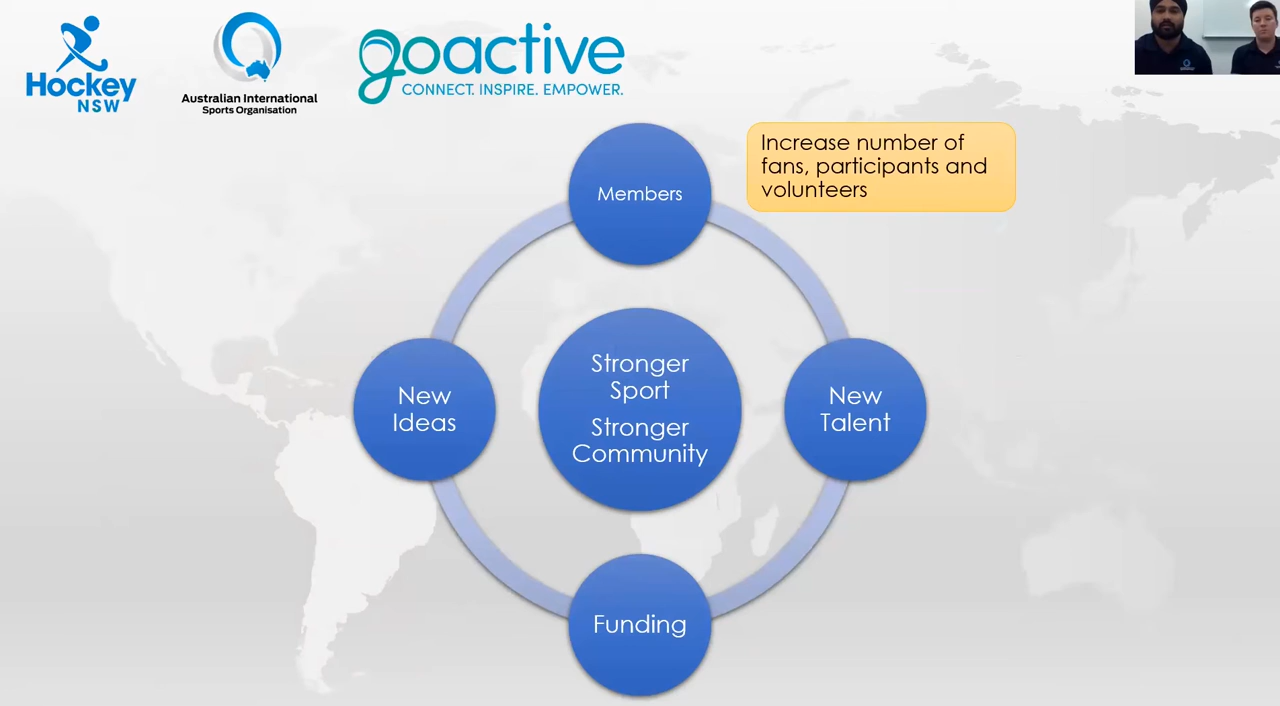 Hockey
NSW
Australian International
Sports Organisation
goactive
CONNECT. INSPIRE. EMPOWER.
Members
Increase number of
fans, participants and
volunteers
New
Ideas
Stronger
Sport
Stronger
Community
New
Talent
Funding